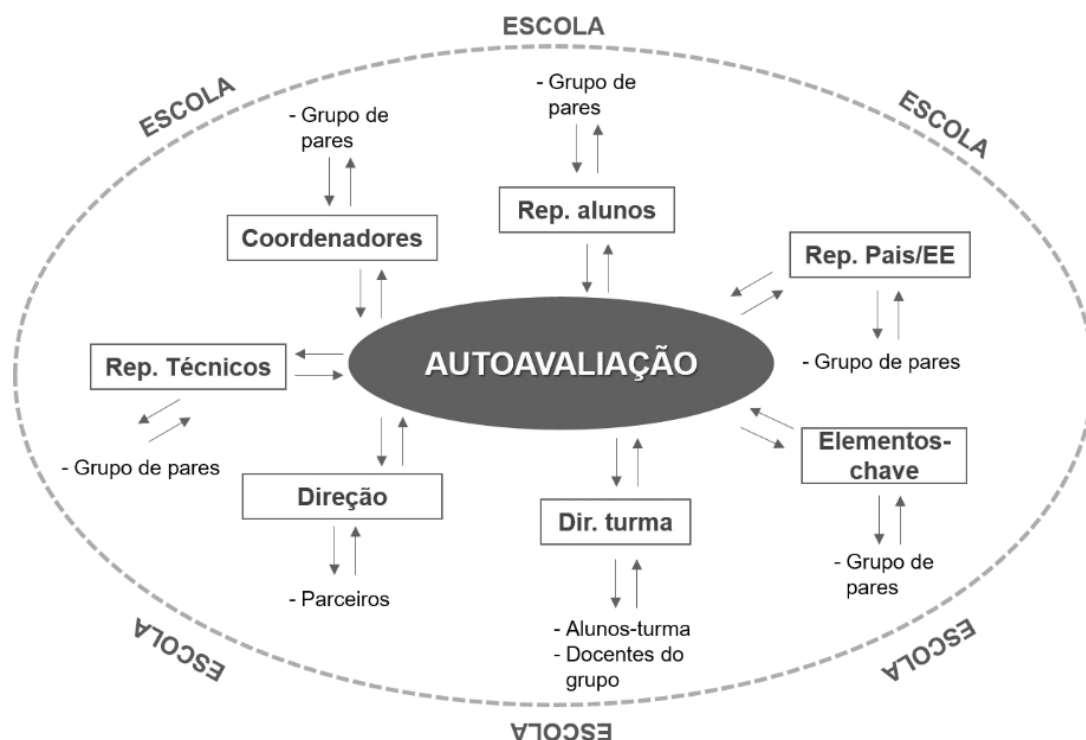 ESCOLA
ESCOLA
ESCOLA
- Grupo de
pares
- Grupo de
pares
Coordenadores
Rep. alunos
Rep. Pais/EE
- Grupo de pares
AUTOAVALIAÇÃO
Rep. Técnicos
- Grupo de pares
Elementos-
chave
- Grupo de
pares
Direção
- Parceiros
Dir. turma
- Alunos-turma
- Docentes do
grupo
ESCOLA
ESCOLA
ESCOLA